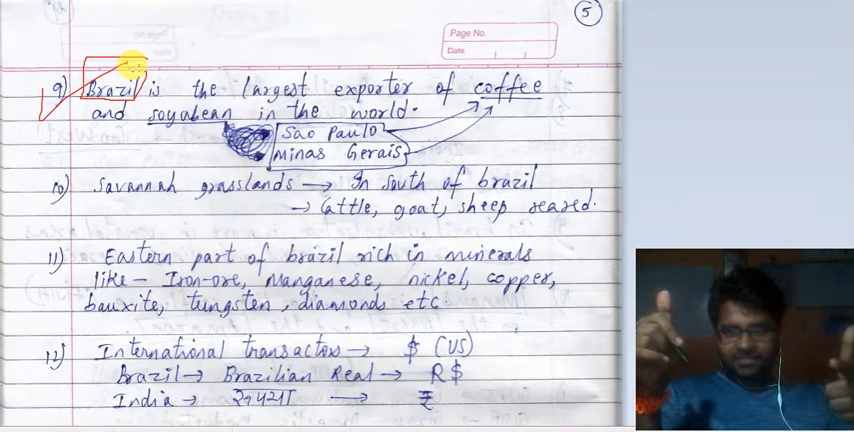 5
Page No.
Date
9) Brazil is the largest exporter of coffee
and soyabean in the world.
Sao Paulo
Minas Gerais
10) Savannah grasslands → In south of brazil
→ Cattle, goat, sheep reared.
11) Eastern part of brazil rich in minerals
like - Iron-ore, Manganese, nickel, copper,
bauxite, tungsten, diamonds etc.
12) International → $ (US)
Brazil → Brazilian Real → R$
India → रुपया → ₹